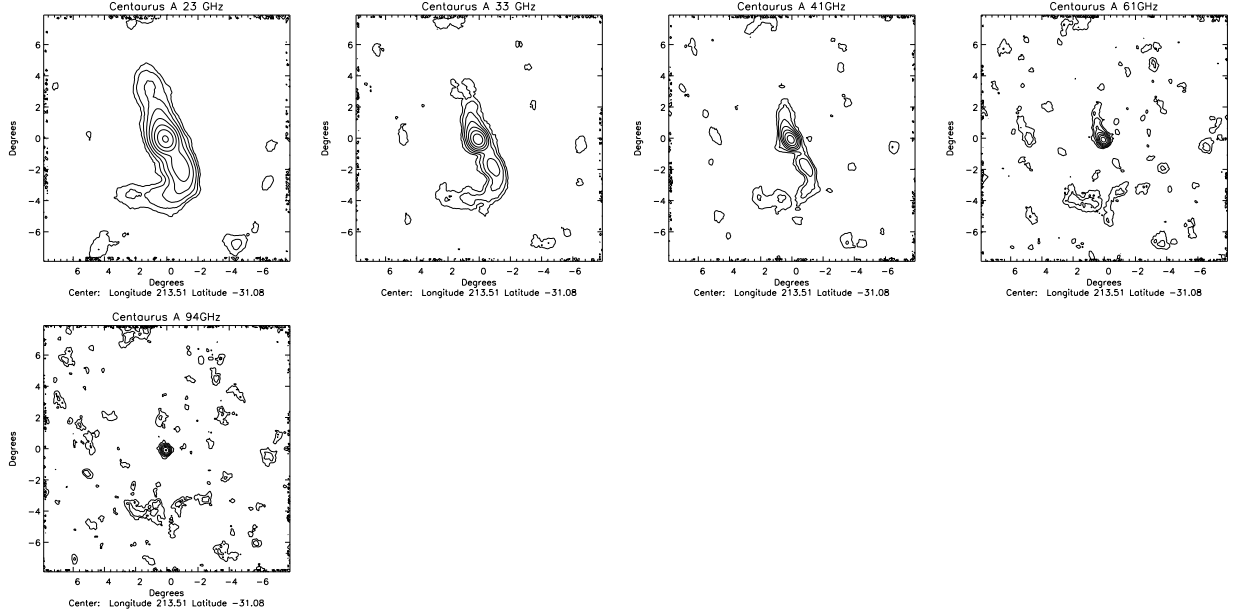 Centaurus A 23 GHz
Centaurus A 33 GHz
Centaurus A 41GHz
Centaurus A 61GHz
6
4
2
0
−2
−4
−6
Degrees
6 4 2 0 −2 −4 −6
Degrees
Center: Longitude 213.51 Latitude −31.08
6
4
2
0
−2
−4
−6
Degrees
6 4 2 0 −2 −4 −6
Degrees
Center: Longitude 213.51 Latitude −31.08
6
4
2
0
−2
−4
−6
Degrees
6 4 2 0 −2 −4 −6
Degrees
Center: Longitude 213.51 Latitude −31.08
6
4
2
0
−2
−4
−6
Degrees
6 4 2 0 −2 −4 −6
Degrees
Center: Longitude 213.51 Latitude −31.08
Centaurus A 94GHz
6
4
2
0
−2
−4
−6
Degrees
6 4 2 0 −2 −4 −6
Degrees
Center: Longitude 213.51 Latitude −31.08